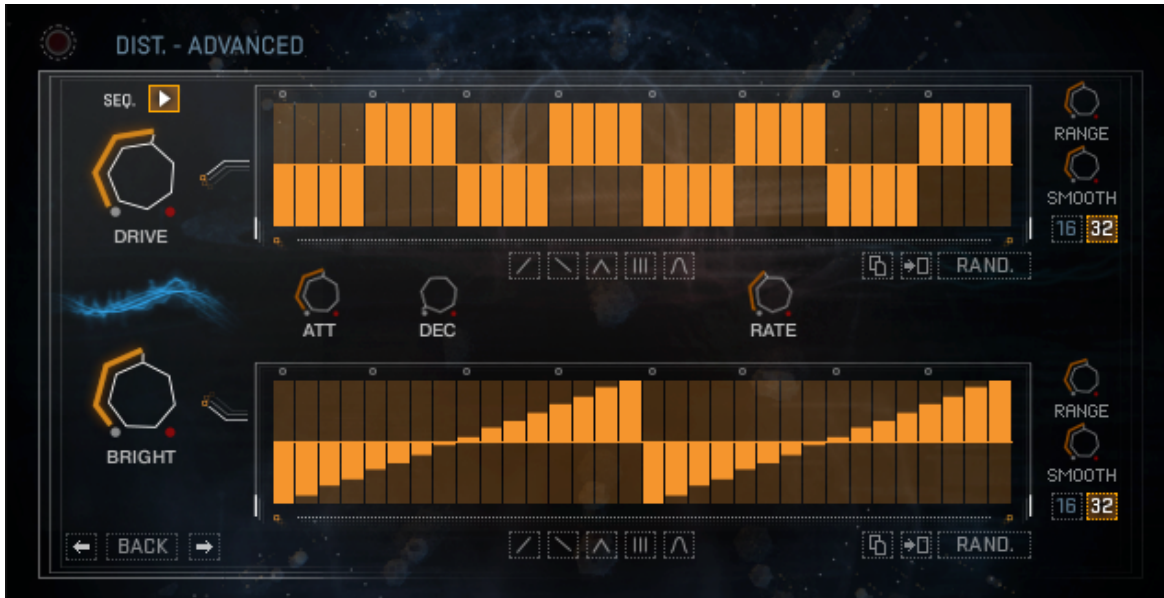 DIST. - ADVANCED
SEQ.
RANGE
SMOOTH
16 32
DRIVE
RAND.
ATT DEC RATE
RANGE
BRIGHT
SMOOTH
16 32
BACK RAND.